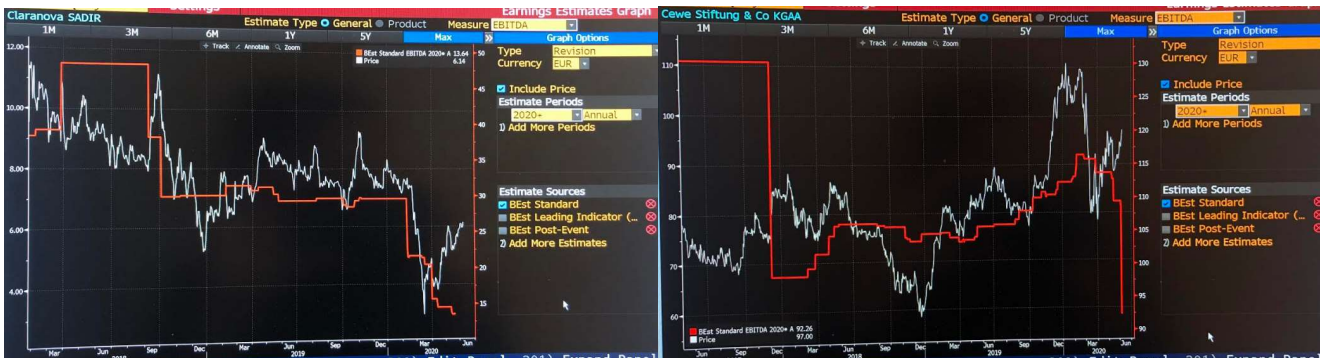 Settings
Earnings Estimates Graph
Claranova SADIR
Estimate Type General Product Measure EBITDA
1M 3M 6M 1Y 5Y Max
Graph Options
Track Annotate Zoom
BEst Standard EBITDA 2020* A 13.64
Price 6.14
Type Revision
Currency EUR
Include Price
Estimate Periods
2020+ Annual
1) Add More Periods
Estimate Sources
BEst Standard
BEst Leading Indicator (...
BEst Post-Event
2) Add More Estimates
12.00
10.00
8.00
6.00
4.00
50
45
40
35
30
25
20
15
Mar Jun Sep Dec Mar Jun Sep Dec Mar Jun
2018 2019 2020
Cewe Stiftung & Co KGAA
Estimate Type General Product Measure EBITDA
1M 3M 6M 1Y 5Y Max
Graph Options
Track Annotate Zoom
Type Revision
Currency EUR
Include Price
Estimate Periods
2020+ Annual
1) Add More Periods
Estimate Sources
BEst Standard
BEst Leading Indicator (...
BEst Post-Event
2) Add More Estimates
110
100
90
80
70
60
130
125
120
115
110
105
100
95
90
BEst Standard EBITDA 2020* A 92.26
Price 97.00
Jun Sep Dec Mar Jun Sep Dec Mar Jun Sep Dec Mar Jun
2018 2019 2020